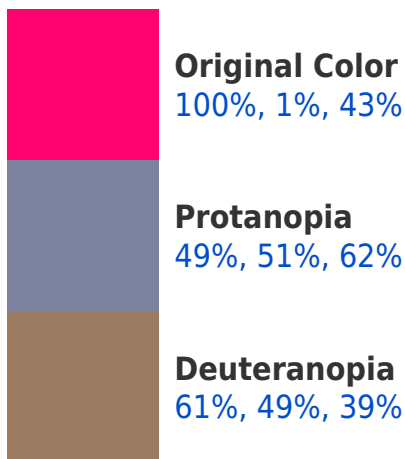 Original Color
100%, 1%, 43%
Protanopia
49%, 51%, 62%
Deuteranopia
61%, 49%, 39%